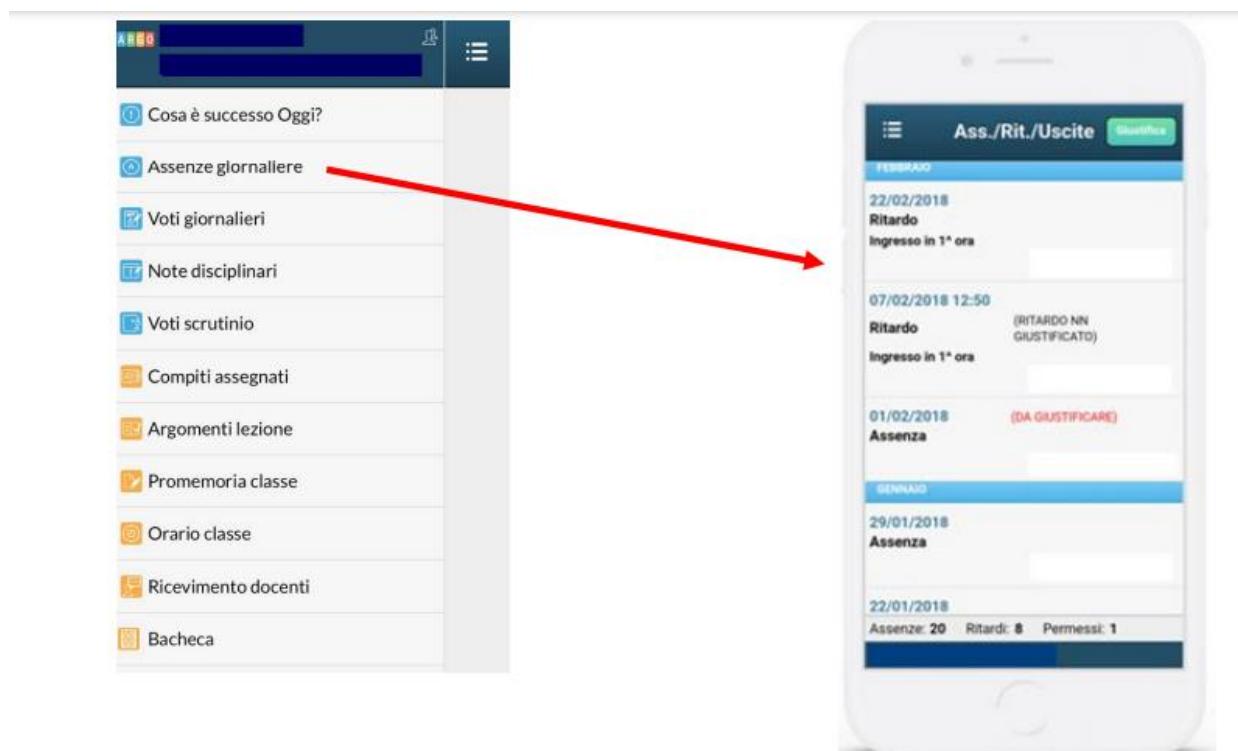 ARGO
Cosa è successo Oggi?
Assenze giornaliere
Voti giornalieri
Note disciplinari
Voti scrutinio
Compiti assegnati
Argomenti lezione
Promemoria classe
Orario classe
Ricevimento docenti
Bacheca
Ass./Rit./Uscite
Giustifica
FEBBRAIO
22/02/2018
Ritardo
Ingresso in 1^ ora
07/02/2018 12:50
Ritardo
(RITARDO NN
GIUSTIFICATO)
Ingresso in 1^ ora
01/02/2018
(DA GIUSTIFICARE)
Assenza
GENNAIO
29/01/2018
Assenza
22/01/2018
Assenze: 20 Ritardi: 8 Permessi: 1